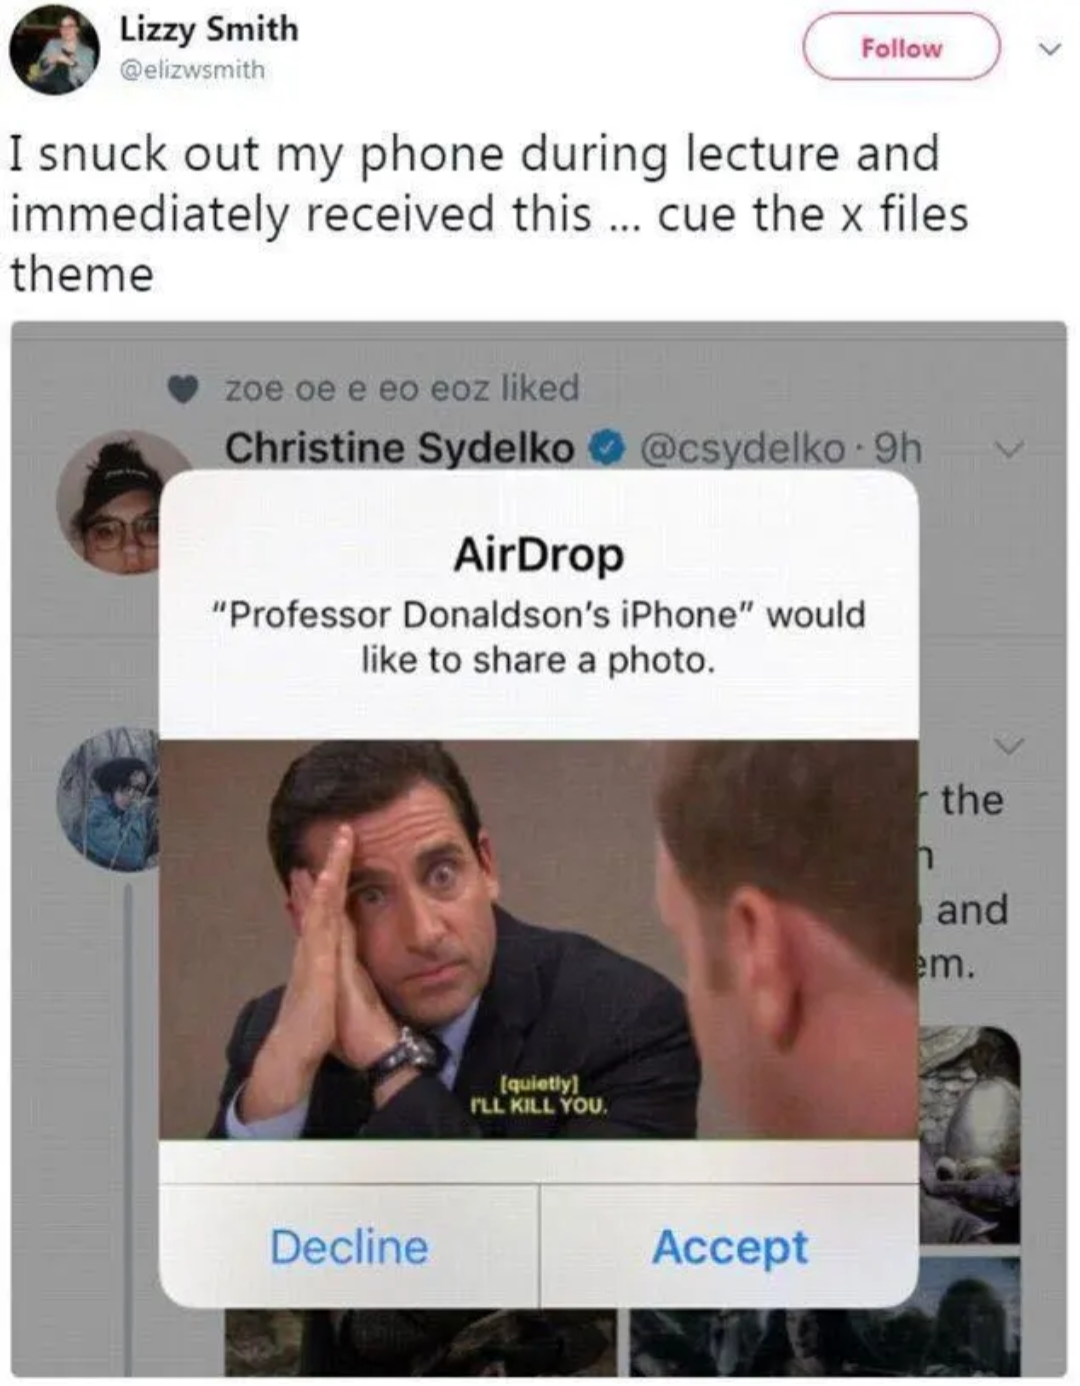 Lizzy Smith
@elizwsmith
Follow
I snuck out my phone during lecture and
immediately received this ... cue the x files
theme
zoe oe e eo eoz liked
Christine Sydelko @csydelko · 9h
AirDrop
“Professor Donaldson’s iPhone” would
like to share a photo.
the
and
[quietly]
I'LL KILL YOU.
Decline
Accept